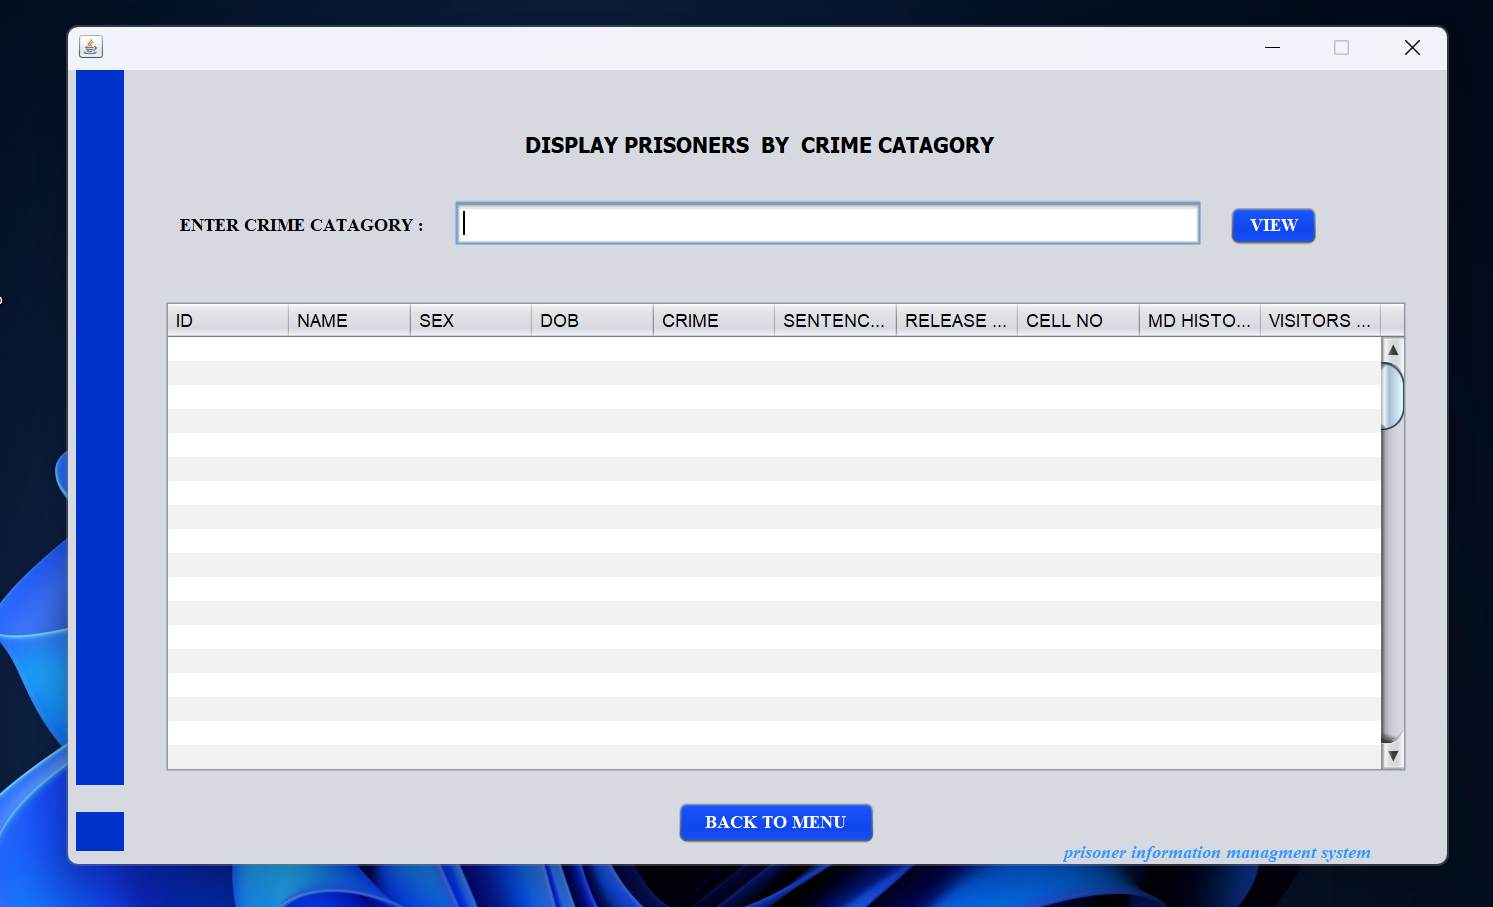 DISPLAY PRISONERS BY CRIME CATAGORY
ENTER CRIME CATAGORY : VIEW
ID NAME SEX DOB CRIME SENTENC... RELEASE ... CELL NO MD HISTO... VISITORS ...
BACK TO MENU
prisoner information managment system